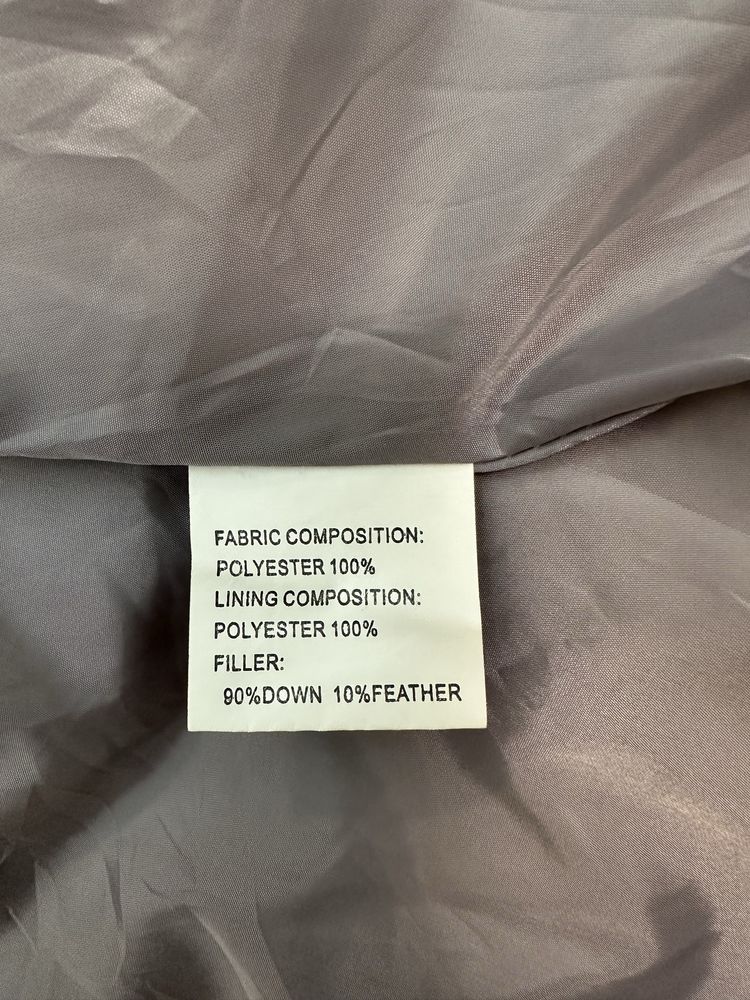 FABRIC COMPOSITION:
POLYESTER 100%
LINING COMPOSITION:
POLYESTER 100%
FILLER:
90%DOWN 10%FEATHER